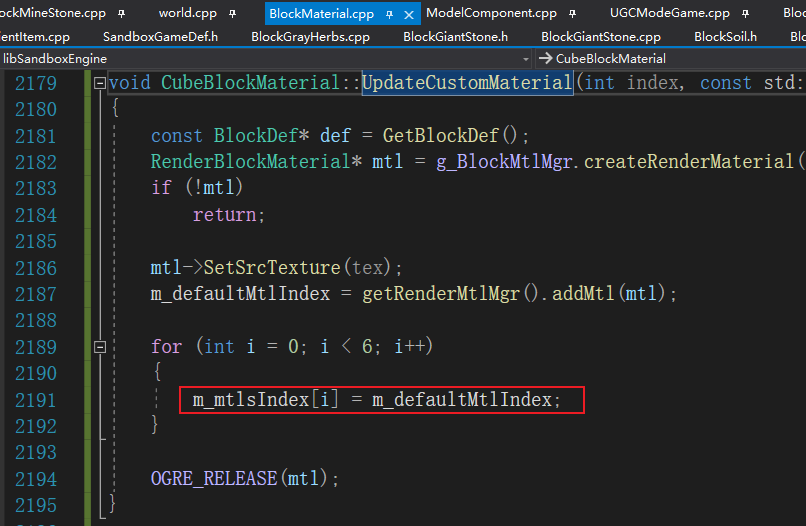 ockMineStone.cpp world.cpp BlockMaterial.cpp ModelComponent.cpp UGCModeGame.cpp Bloc
entItem.cpp SandboxGameDef.h BlockGrayHerbs.cpp BlockGiantStone.h BlockGiantStone.cpp BlockSoil.h Bloc
libSandboxEngine CubeBlockMaterial
2179 void CubeBlockMaterial::UpdateCustomMaterial(int index, const std:
2180 {
2181 const BlockDef* def = GetBlockDef();
2182 RenderBlockMaterial* mtl = g_BlockMtlMgr.createRenderMaterial(
2183 if (!mtl)
2184 return;
2185
2186 mtl->SetSrcTexture(tex);
2187 m_defaultMtlIndex = getRenderMtlMgr().addMtl(mtl);
2188
2189 for (int i = 0; i < 6; i++)
2190 {
2191 m_mtlsIndex[i] = m_defaultMtlIndex;
2192 }
2193
2194 OGRE_RELEASE(mtl);
2195 }